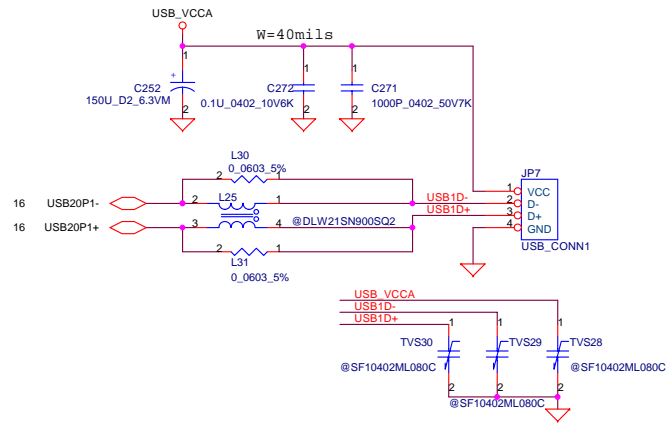 USB_VCCA
W=40mils
1
1
1
C252
150U_D2_6.3VM
+
2
C272
0.1U_0402_10V6K
2
C271
1000P_0402_50V7K
2
L30
0_0603_5%
2
1
JP7
16
USB20P1-
2
L25
1
USB1D-
1
VCC
2
D-
16
USB20P1+
3
4
@DLW21SN900SQ2
USB1D+
3
D+
4
GND
2
1
L31
0_0603_5%
USB_CONN1
USB_VCCA
USB1D-
USB1D+
1
1
1
TVS30
TVS29
TVS28
@SF10402ML080C
@SF10402ML080C
2
2
2
@SF10402ML080C